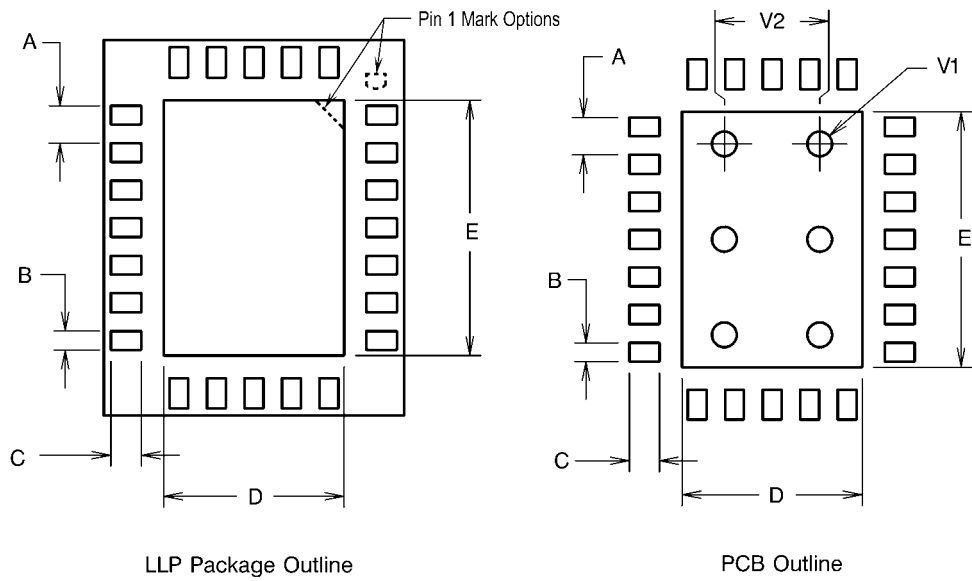 Pin 1 Mark Options
A
B
C
D
E
LLP Package Outline
V2
V1
A
B
C
D
E
PCB Outline